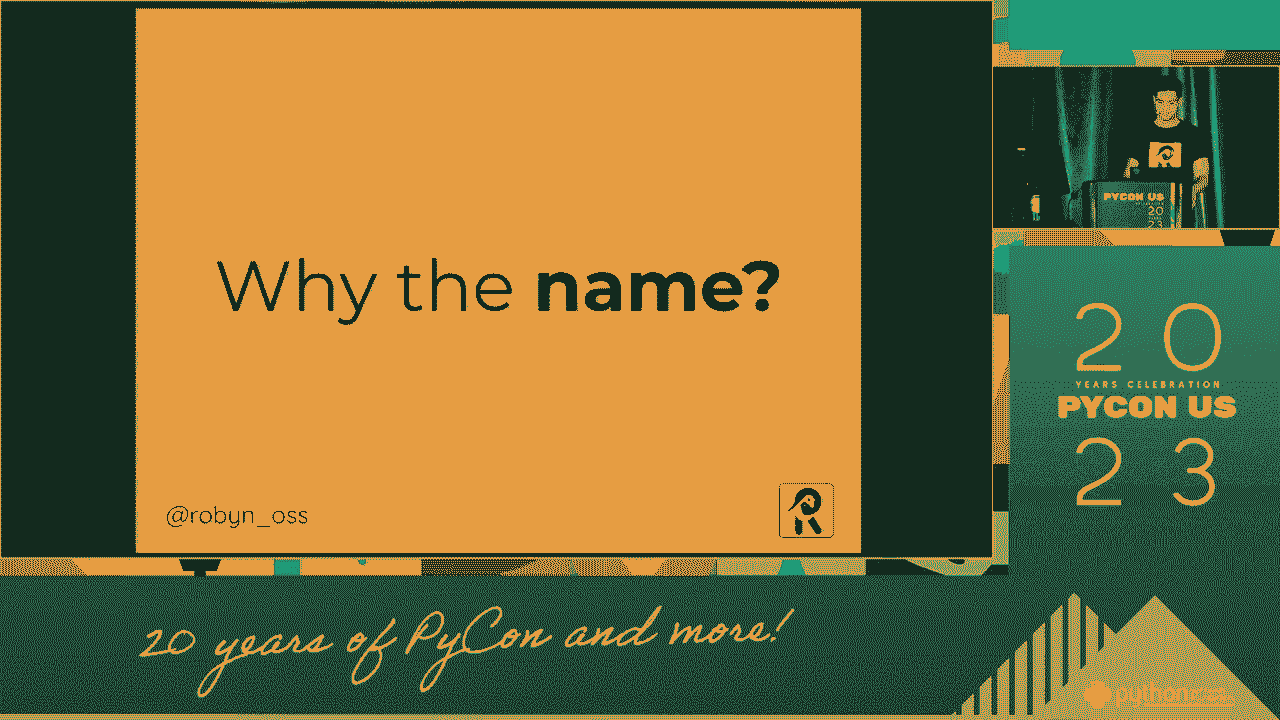 Why the name?
@robyn_oss
PYCON US
20
23
20
YEARS CELEBRATION
PYCON US
23
20 years of PyCon and more!